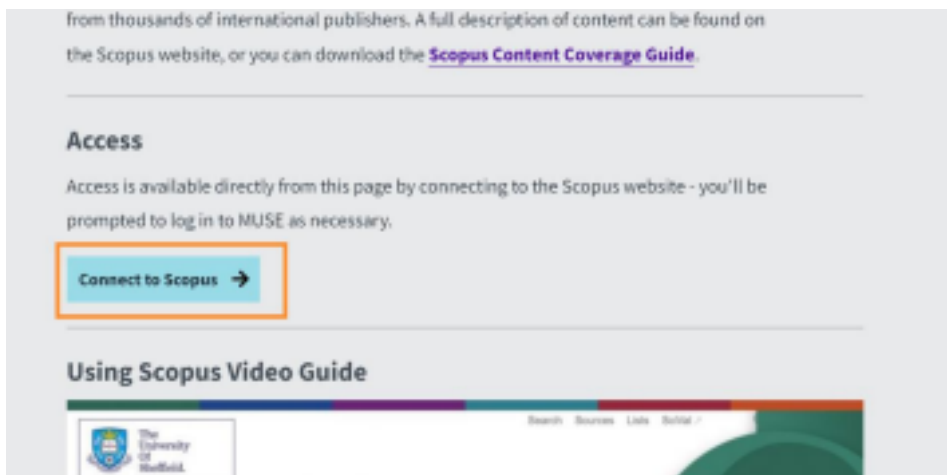 from thousands of international publishers. A full description of content can be found on
the Scopus website, or you can download the Scopus Content Coverage Guide.
Access
Access is available directly from this page by connecting to the Scopus website - you'll be
prompted to log in to MUSE as necessary.
Connect to Scopus →
Using Scopus Video Guide
Search Sources Lists SciVal ↗
The
University
Of
Sheffield.